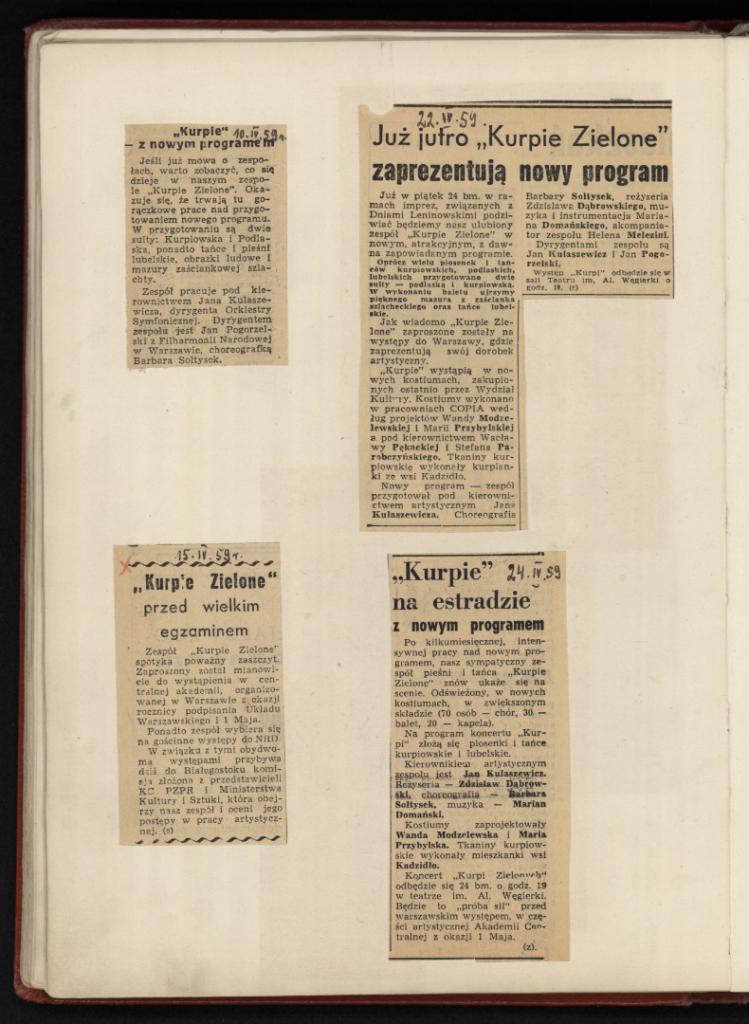 „Kurpie" 10.IV.59r.
— z nowym programem
Jeśli już mowa o zespo-
łach, warto zobaczyć, co się
dzieje w naszym zespo-
le „Kurpie Zielone". Oka-
zuje się, że trwają tu go-
rączkowe prace nad przygo-
towaniem nowego programu.
W przygotowaniu są dwie
suity: Kurpiowska i Podla-
ska, ponadto tańce i pieśni
lubelskie, obrazki ludowe i
mazury zaściankowej szla-
chty.
Zespół pracuje pod kie-
rownictwem Jana Kulasze-
wicza, dyrygenta Orkiestry
Symfonicznej. Dyrygentem
zespołu jest Jan Pogorzel-
ski z Filharmonii Narodowej
w Warszawie, choreografką
Barbara Sołtysek.
22.IV.59.
Już jutro „Kurpie Zielone"
zaprezentują nowy program
Już w piątek 24 bm. w ra-
mach imprez, związanych z
Dniami Leninowskimi podzi-
wiać będziemy nasz ulubiony
zespół „Kurpie Zielone" w
nowym, atrakcyjnym, z daw-
na zapowiadanym programie.
Oprócz wielu piosenek i tań-
ców kurpiowskich, podlaskich,
lubelskich przygotowano dwie
suity — podlaską i kurpiowską.
W wykonaniu baletu ujrzymy
pięknego mazura z zaścianka
szlacheckiego oraz tańce lubel-
skie.
Jak wiadomo „Kurpie Zie-
lone" zaproszone zostały na
występy do Warszawy, gdzie
zaprezentują swój dorobek
artystyczny.
„Kurpie" wystąpią w no-
wych kostiumach, zakupio-
nych ostatnio przez Wydział
Kultury. Kostiumy wykonano
w pracowniach COPIA wed-
ług projektów Wandy Modze-
lewskiej i Marii Przybylskiej
a pod kierownictwem Wacła-
wy Pękackiej i Stefana Pa-
robczyńskiego. Tkaniny kur-
piowskie wykonały kurpian-
ki ze wsi Kadzidło.
Nowy program — zespół
przygotował pod kierowni-
ctwem artystycznym Jana
Kulaszewicza. Choreografia
Barbary Sołtysek, reżyseria
Zdzisława Dąbrowskiego, mu-
zyka i instrumentacja Maria-
na Domańskiego, akompania-
tor zespołu Helena Melezini.
Dyrygentami zespołu są
Jan Kulaszewicz i Jan Pogo-
rzelski.
Występ „Kurpi" odbędzie się w
sali Teatru im. Al. Węgierki o
godz. 19. (z)
15.IV.59r.
„Kurpie Zielone"
przed wielkim
egzaminem
Zespół „Kurpie Zielone"
spotyka poważny zaszczyt.
Zaproszony został mianowi-
cie do wystąpienia w cen-
tralnej akademii, organizo-
wanej w Warszawie z okazji
rocznicy podpisania Układu
Warszawskiego i 1 Maja.
Ponadto zespół wybiera się
na gościnne występy do NRD.
W związku z tymi obydwo-
ma występami przybywa
dziś do Białegostoku komi-
sja złożona z przedstawicieli
KC PZPR i Ministerstwa
Kultury i Sztuki, która obej-
rzy nasz zespół i oceni jego
postępy w pracy artystycz-
nej. (s)
„Kurpie" 24.IV.59
na estradzie
z nowym programem
Po kilkumiesięcznej, inten-
sywnej pracy nad nowym pro-
gramem, nasz sympatyczny ze-
spół pieśni i tańca „Kurpie
Zielone" znów ukaże się na
scenie. Odświeżony, w nowych
kostiumach, w zwiększonym
składzie (70 osób — chór, 30 —
balet, 20 — kapela).
Na program koncertu „Kur-
pi" złożą się piosenki i tańce
kurpiowskie i lubelskie.
Kierownikiem artystycznym
zespołu jest Jan Kulaszewicz.
Reżyseria — Zdzisław Dąbrow-
ski, choreografia — Barbara
Sołtysek, muzyka — Marian
Domański.
Kostiumy zaprojektowały
Wanda Modzelewska i Maria
Przybylska. Tkaniny kurpiow-
skie wykonały mieszkanki wsi
Kadzidło.
Koncert „Kurpi Zielonych"
odbędzie się 24 bm. o godz. 19
w teatrze im. Al. Węgierki.
Będzie to „próba sił" przed
warszawskim występem, w czę-
ści artystycznej Akademii Cen-
tralnej z okazji 1 Maja.
(z).